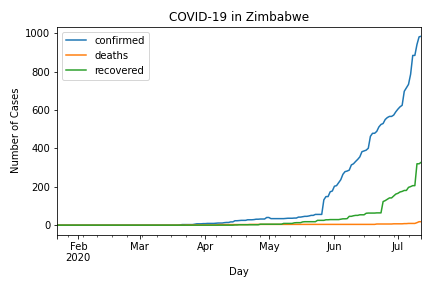 COVID-19 in Zimbabwe
confirmed
deaths
recovered
Number of Cases
1000
800
600
400
200
0
Feb
2020
Mar
Apr
May
Jun
Jul
Day